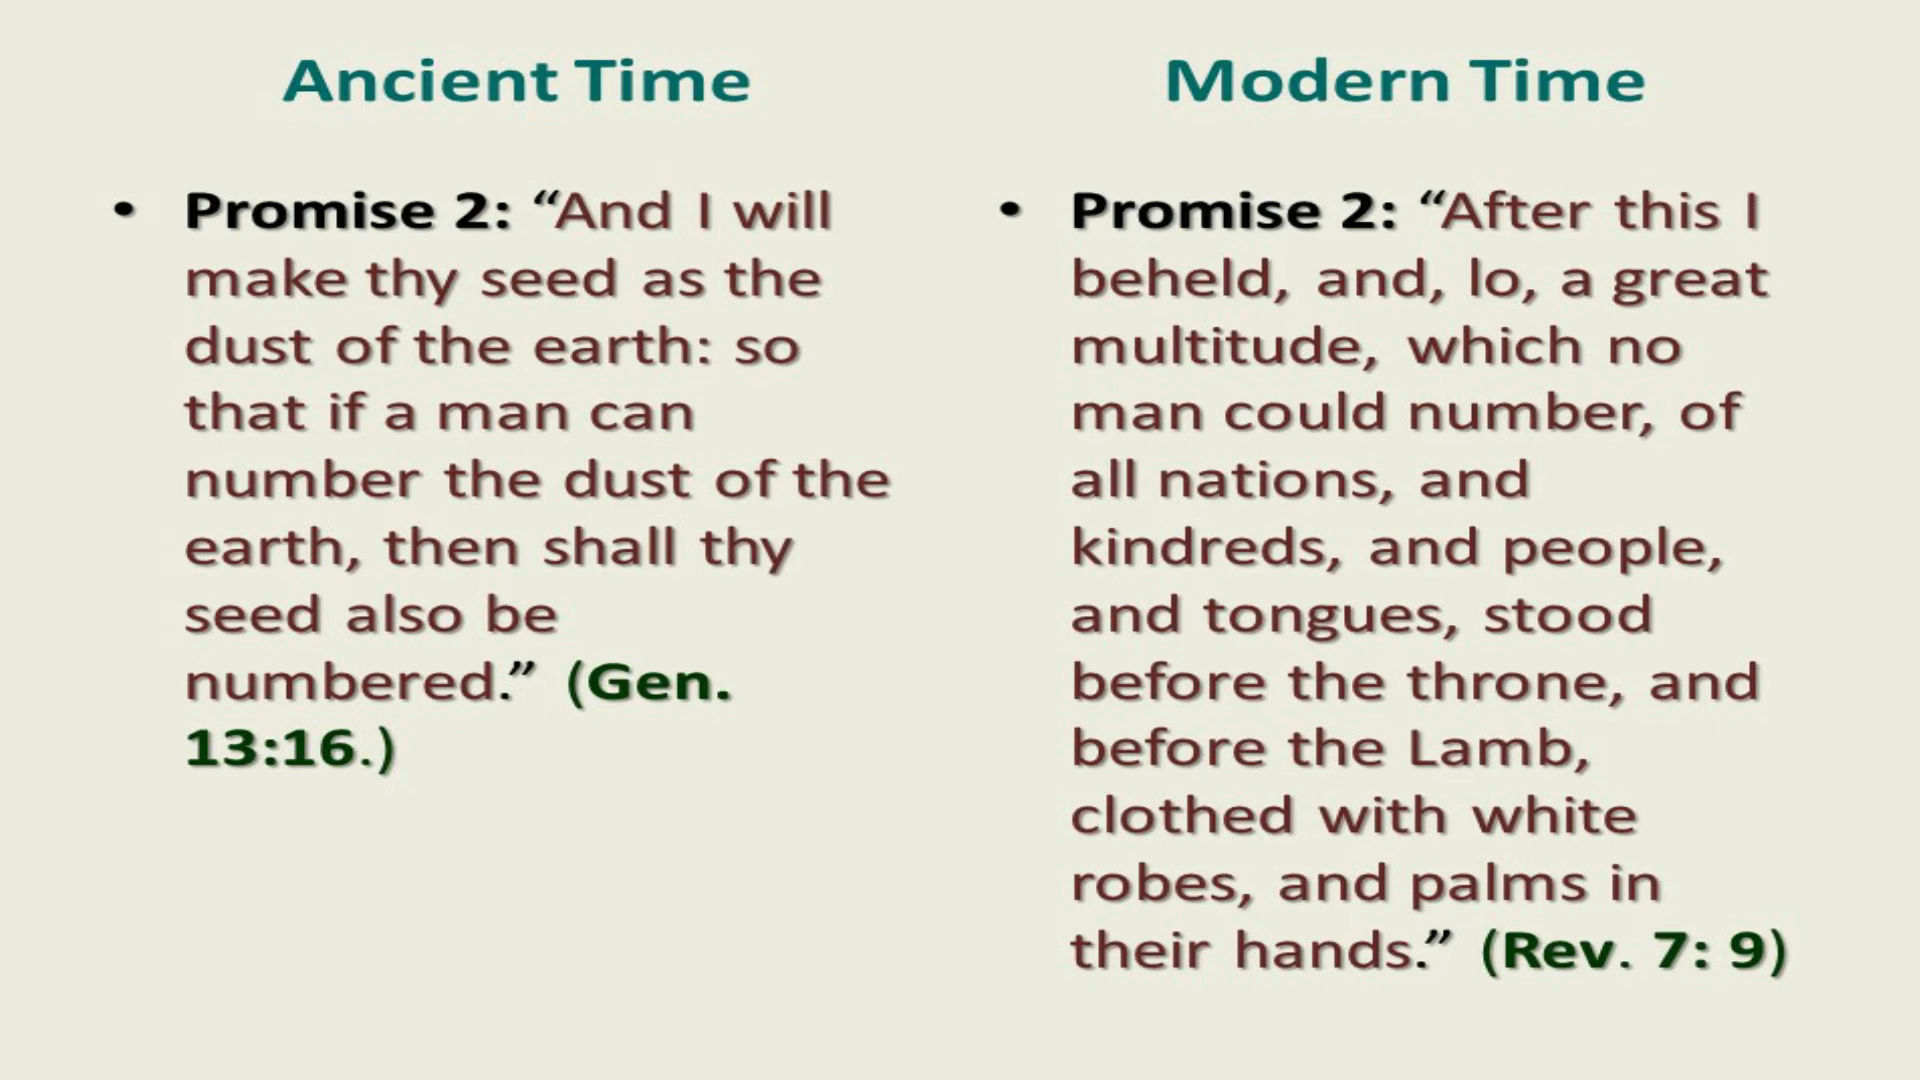 Ancient Time
• Promise 2: “And I will
make thy seed as the
dust of the earth: so
that if a man can
number the dust of the
earth, then shall thy
seed also be
numbered.” (Gen.
13:16.)
Modern Time
• Promise 2: “After this I
beheld, and, lo, a great
multitude, which no
man could number, of
all nations, and
kindreds, and people,
and tongues, stood
before the throne, and
before the Lamb,
clothed with white
robes, and palms in
their hands.” (Rev. 7: 9)